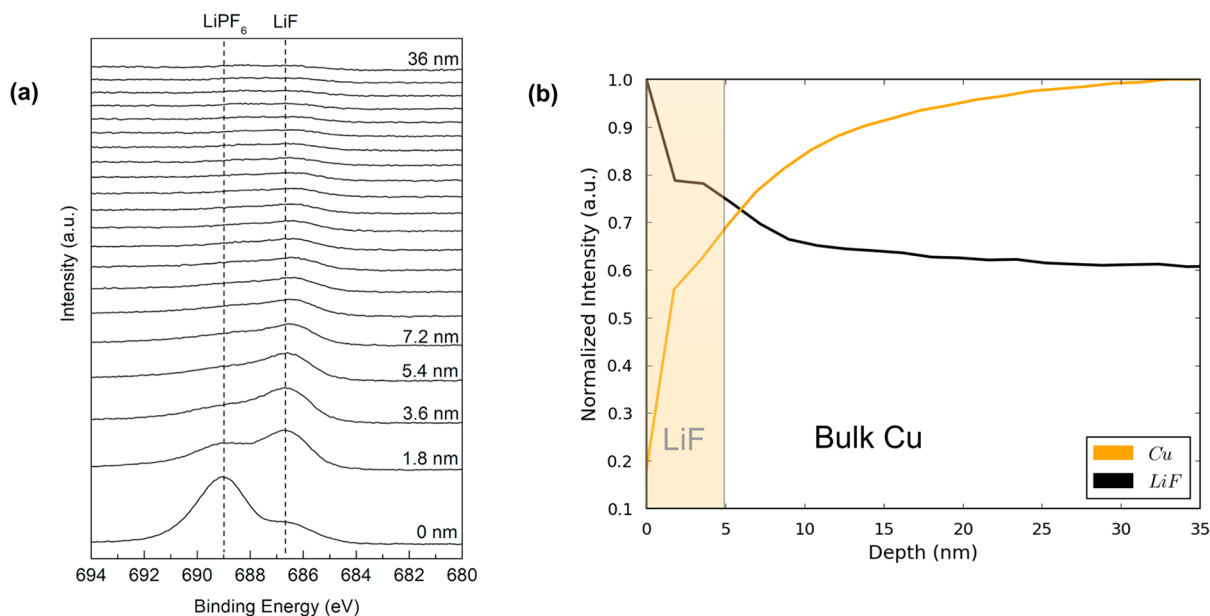 (a)
LiPF6 LiF
36 nm
7.2 nm
5.4 nm
3.6 nm
1.8 nm
0 nm
Intensity (a.u.)
694 692 690 688 686 684 682 680
Binding Energy (eV)
(b)
1.0
0.9
0.8
0.7
0.6
0.5
0.4
0.3
0.2
0.1
Normalized Intensity (a.u.)
LiF
Bulk Cu
Cu
LiF
0 5 10 15 20 25 30 35
Depth (nm)